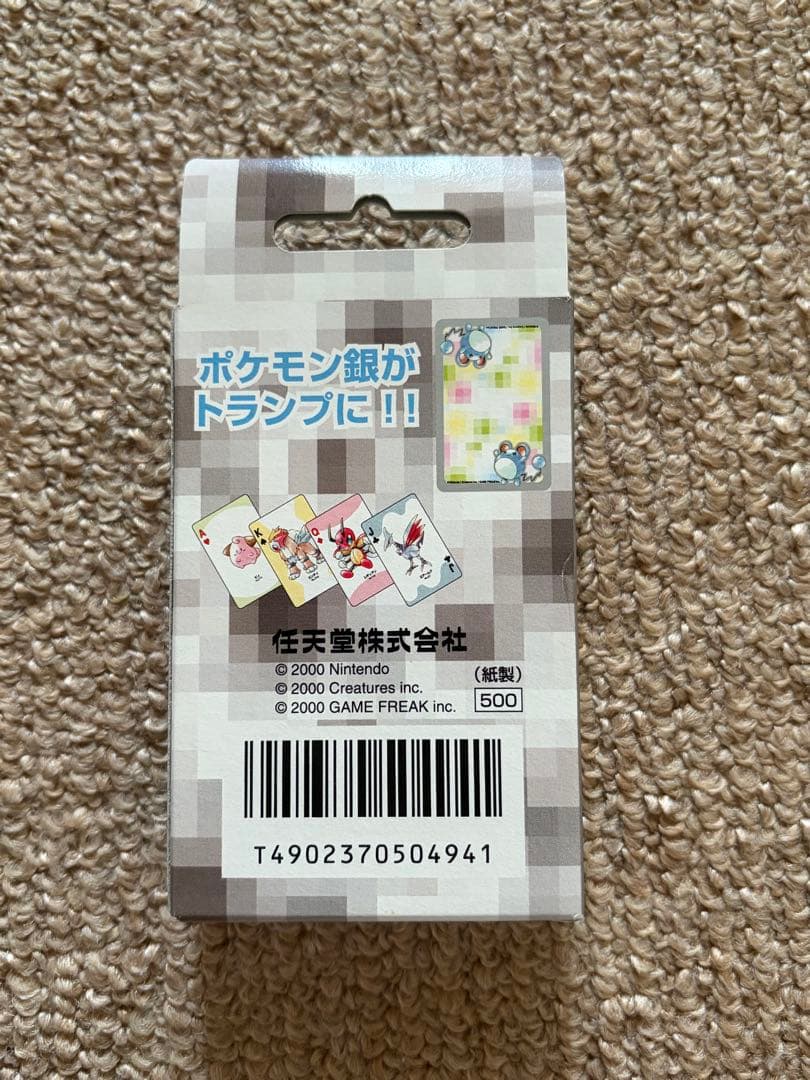 ポケモン銀が
トランプに!!
A
K
Q
J
任天堂株式会社
© 2000 Nintendo
© 2000 Creatures inc.
© 2000 GAME FREAK inc.
(紙製)
500
T4902370504941